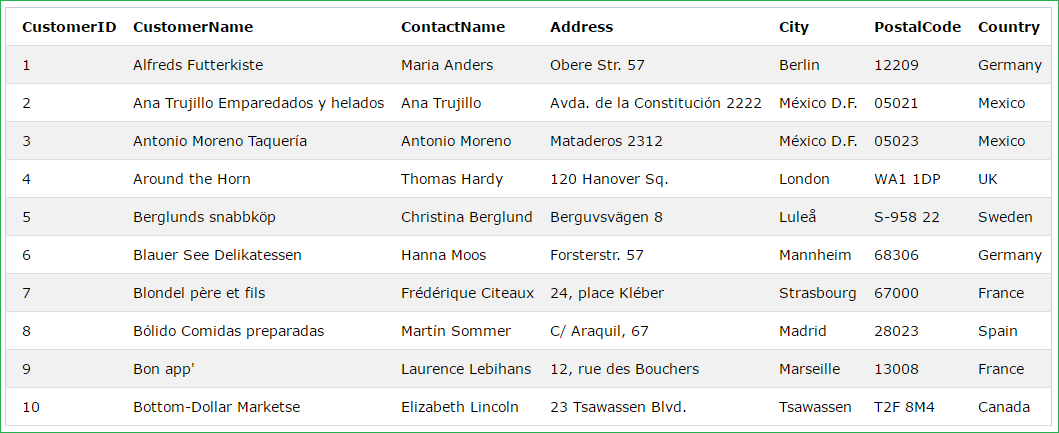 CustomerID CustomerName ContactName Address City PostalCode Country
1 Alfreds Futterkiste Maria Anders Obere Str. 57 Berlin 12209 Germany
2 Ana Trujillo Emparedados y helados Ana Trujillo Avda. de la Constitución 2222 México D.F. 05021 Mexico
3 Antonio Moreno Taquería Antonio Moreno Mataderos 2312 México D.F. 05023 Mexico
4 Around the Horn Thomas Hardy 120 Hanover Sq. London WA1 1DP UK
5 Berglunds snabbköp Christina Berglund Berguvsvägen 8 Luleå S-958 22 Sweden
6 Blauer See Delikatessen Hanna Moos Forsterstr. 57 Mannheim 68306 Germany
7 Blondel père et fils Frédérique Citeaux 24, place Kléber Strasbourg 67000 France
8 Bólido Comidas preparadas Martín Sommer C/ Araquil, 67 Madrid 28023 Spain
9 Bon app' Laurence Lebihans 12, rue des Bouchers Marseille 13008 France
10 Bottom-Dollar Marketse Elizabeth Lincoln 23 Tsawassen Blvd. Tsawassen T2F 8M4 Canada